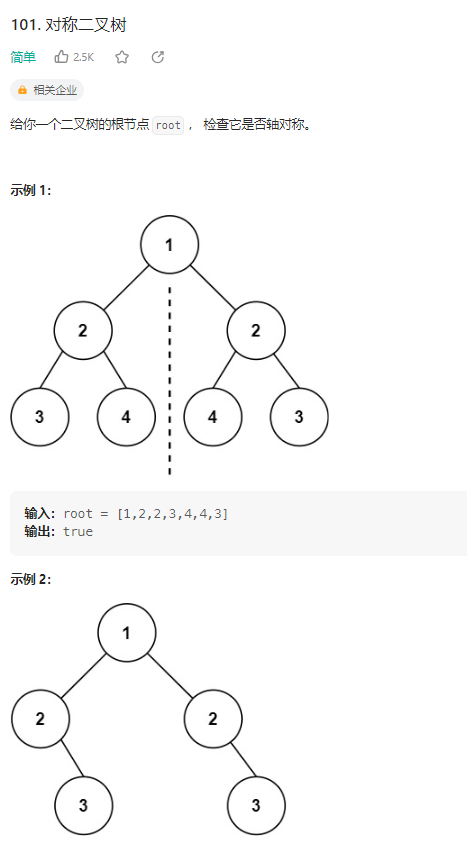 101. 对称二叉树
简单 2.5K
相关企业
给你一个二叉树的根节点 root ， 检查它是否轴对称。
示例 1：
1
2 2
3 4 4 3
输入：root = [1,2,2,3,4,4,3]
输出：true
示例 2：
1
2 2
3 3